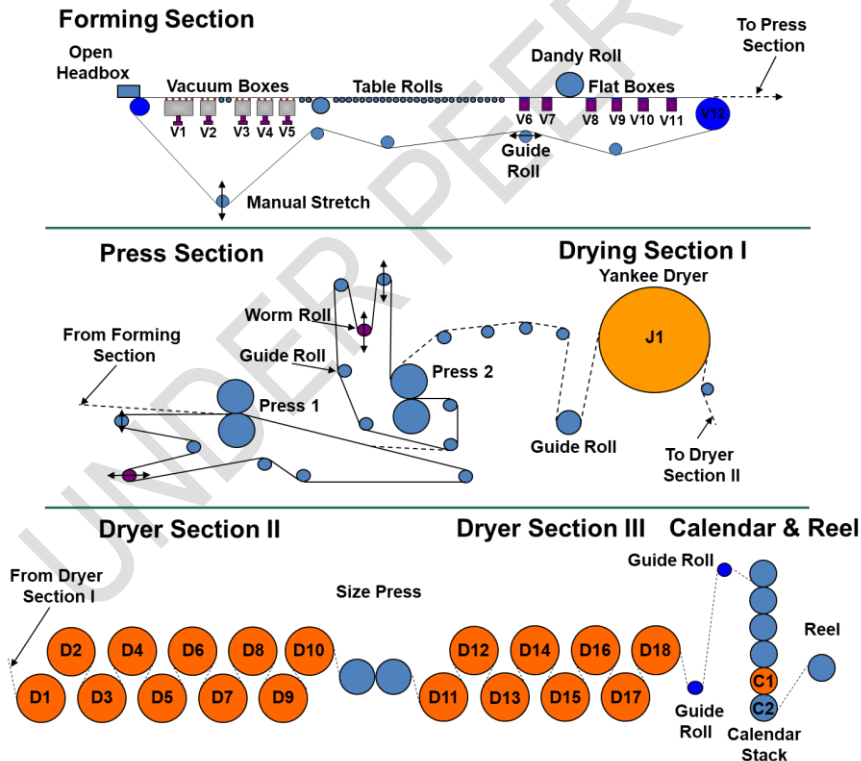 Forming Section
Open
Headbox
Vacuum Boxes
Table Rolls
Dandy Roll
Flat Boxes
To Press
Section
V1
V2
V3
V4
V5
V6
V7
V8
V9
V10
V11
V12
Guide
Roll
Manual Stretch
UNDER PEER
Press Section
Drying Section I
Yankee Dryer
From Forming
Section
Worm Roll
Guide Roll
Press 1
Press 2
J1
Guide Roll
To Dryer
Section II
Dryer Section II
Dryer Section III
Calendar & Reel
From Dryer
Section I
Size Press
Guide Roll
Reel
D2
D4
D6
D8
D10
D1
D3
D5
D7
D9
D12
D14
D16
D18
D11
D13
D15
D17
C1
C2
Guide
Roll
Calendar
Stack